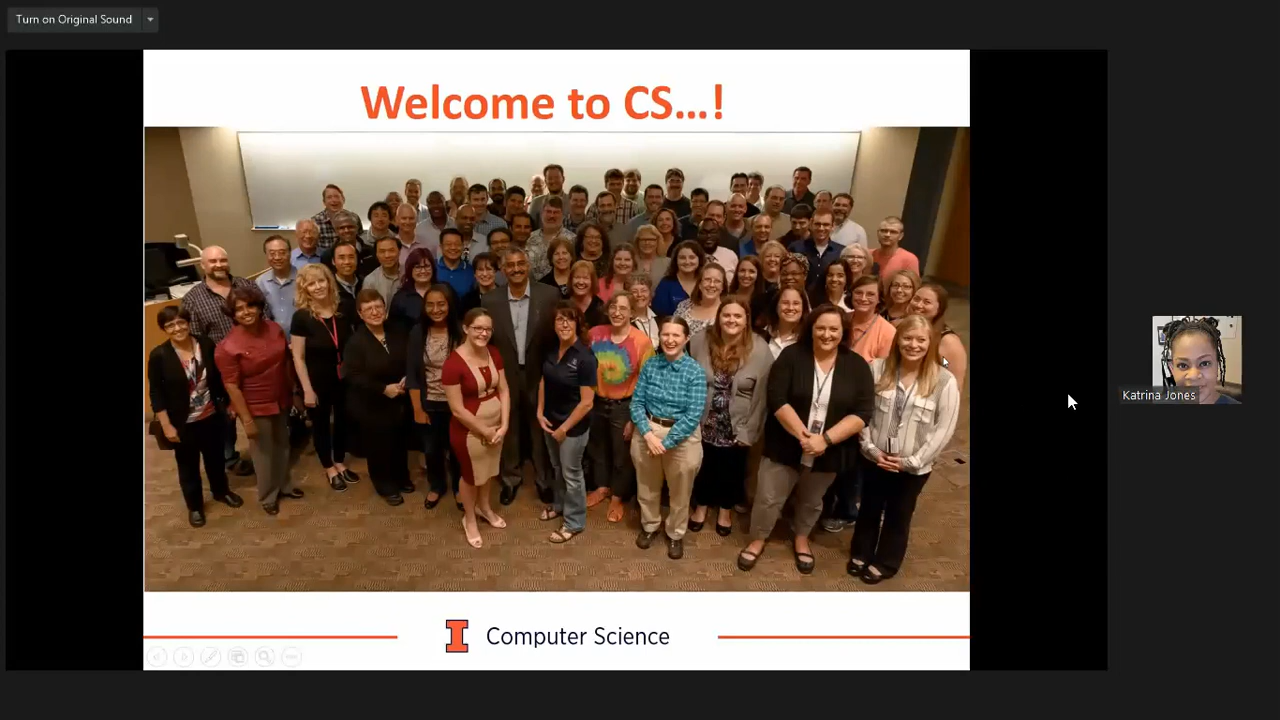 Turn on Original Sound
Welcome to CS...!
Katrina Jones
I Computer Science